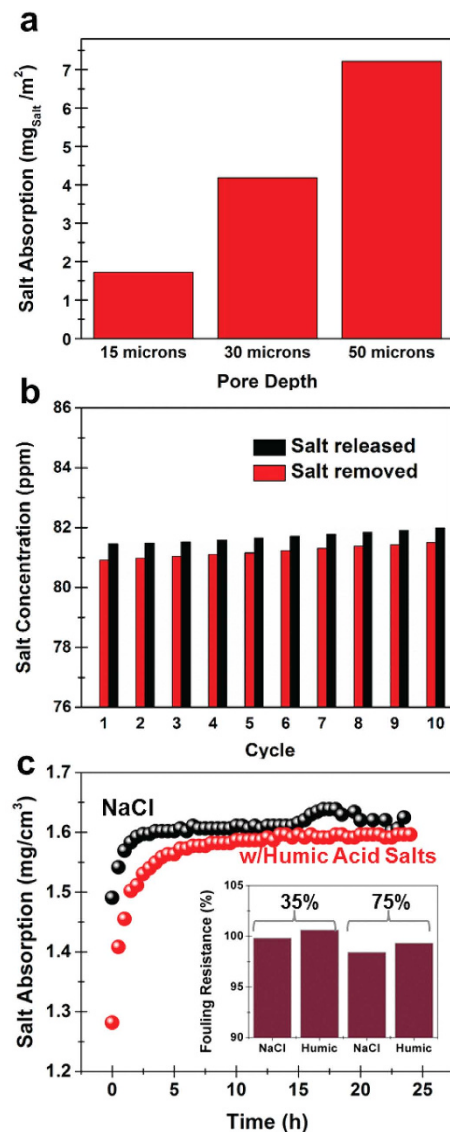 a
Salt Absorption (mg_Salt /m²)
7
6
5
4
3
2
1
0
15 microns 30 microns 50 microns
Pore Depth
b
Salt Concentration (ppm)
86
84
82
80
78
76
Salt released
Salt removed
1 2 3 4 5 6 7 8 9 10
Cycle
c
Salt Absorption (mg/cm³)
1.7
1.6
1.5
1.4
1.3
1.2
NaCl
w/Humic Acid Salts
Fouling Resistance (%)
105
100
95
90
35% 75%
NaCl Humic NaCl Humic
0 5 10 15 20 25
Time (h)